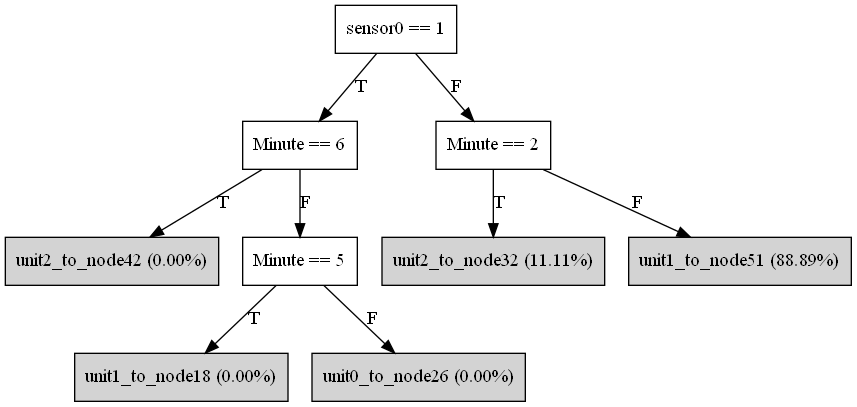 sensor0 == 1
T
F
Minute == 6
Minute == 2
T
F
T
F
unit2_to_node42 (0.00%)
Minute == 5
unit2_to_node32 (11.11%)
unit1_to_node51 (88.89%)
T
F
unit1_to_node18 (0.00%)
unit0_to_node26 (0.00%)